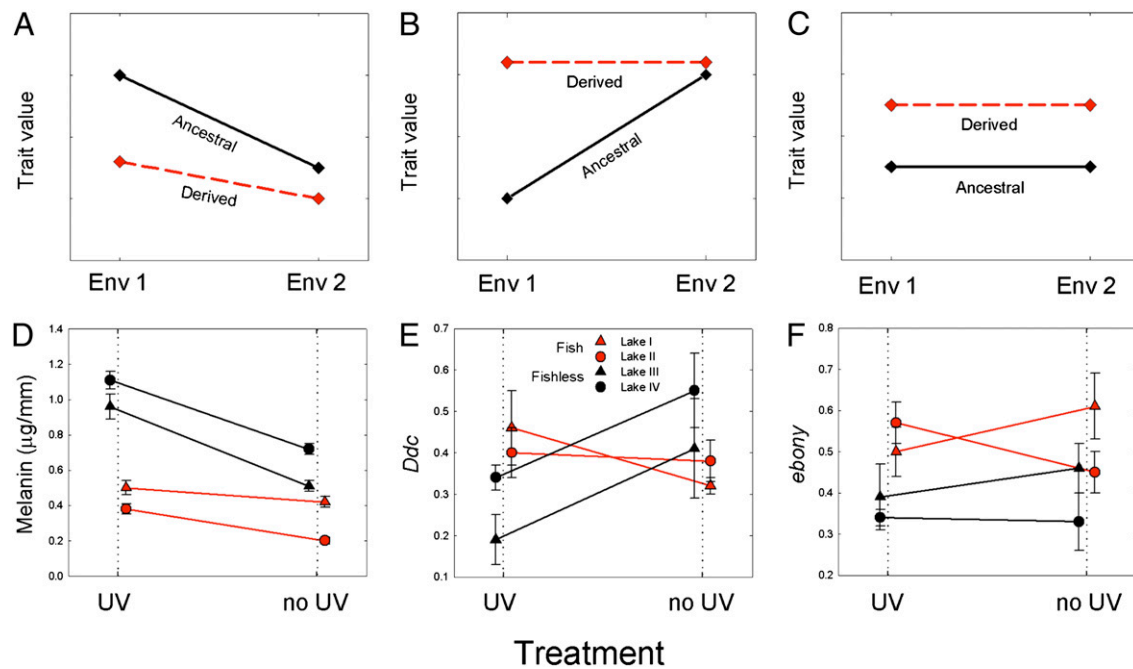 A
Trait value
Ancestral
Derived
Env 1
Env 2
B
Trait value
Derived
Ancestral
Env 1
Env 2
C
Trait value
Derived
Ancestral
Env 1
Env 2
D
Melanin (μg/mm)
1.4
1.2
1.0
0.8
0.6
0.4
0.2
0.0
UV
no UV
E
Ddc
0.7
0.6
0.5
0.4
0.3
0.2
0.1
Fish
Lake I
Lake II
Fishless
Lake III
Lake IV
UV
no UV
F
ebony
0.8
0.7
0.6
0.5
0.4
0.3
0.2
UV
no UV
Treatment